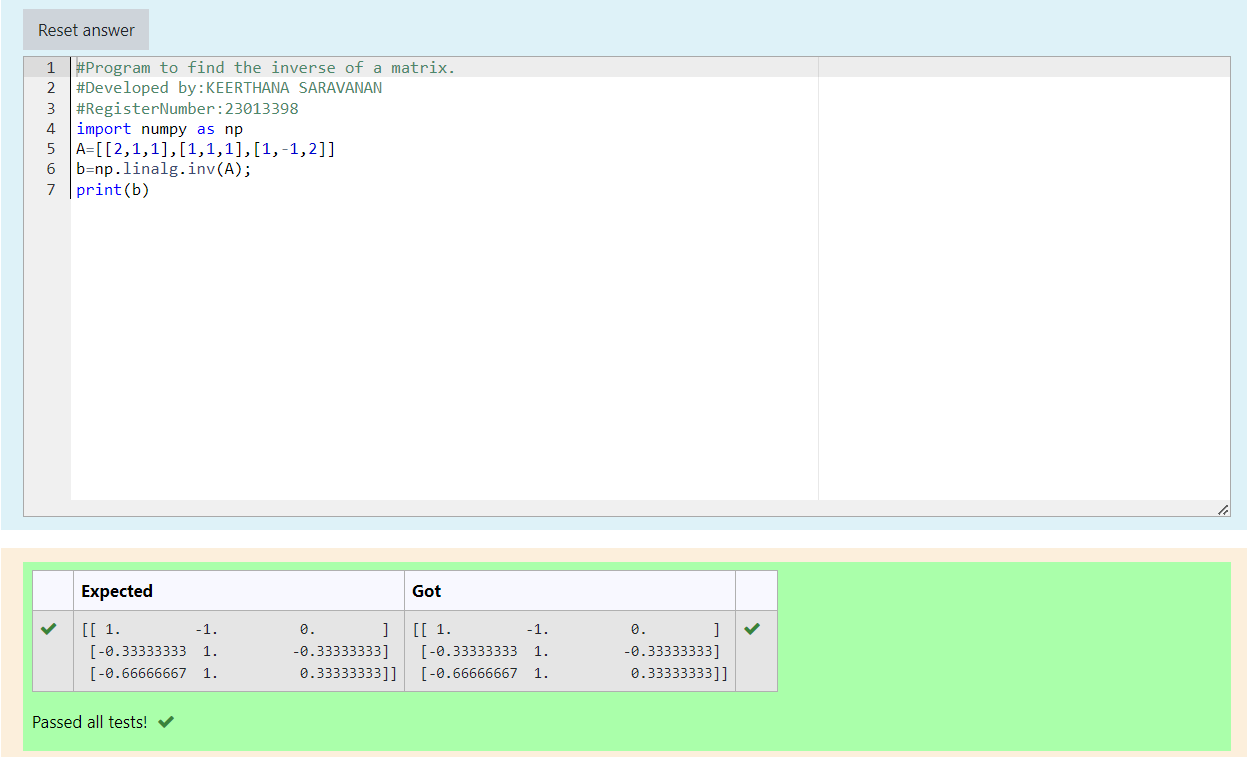 Reset answer
1 #Program to find the inverse of a matrix.
2 #Developed by:KEERTHANA SARAVANAN
3 #RegisterNumber:23013398
4 import numpy as np
5 A=[[2,1,1],[1,1,1],[1,-1,2]]
6 b=np.linalg.inv(A);
7 print(b)
Expected Got
[[ 1. -1. 0. ] [[ 1. -1. 0. ]
[-0.33333333 1. -0.33333333] [-0.33333333 1. -0.33333333]
[-0.66666667 1. 0.33333333]] [-0.66666667 1. 0.33333333]]
Passed all tests!